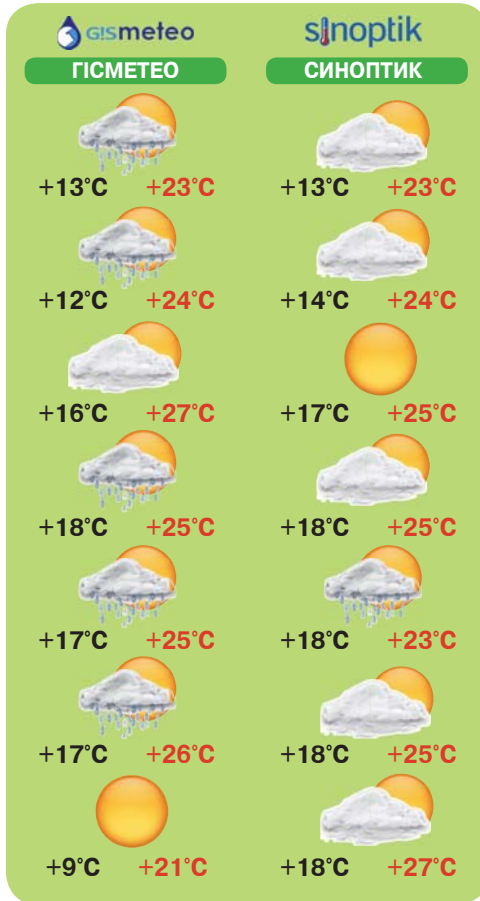 GISmeteo sinoptik
ГІСМЕТЕО СИНОПТИК
+13°C +23°C +13°C +23°C
+12°C +24°C +14°C +24°C
+16°C +27°C +17°C +25°C
+18°C +25°C +18°C +25°C
+17°C +25°C +18°C +23°C
+17°C +26°C +18°C +25°C
+9°C +21°C +18°C +27°C